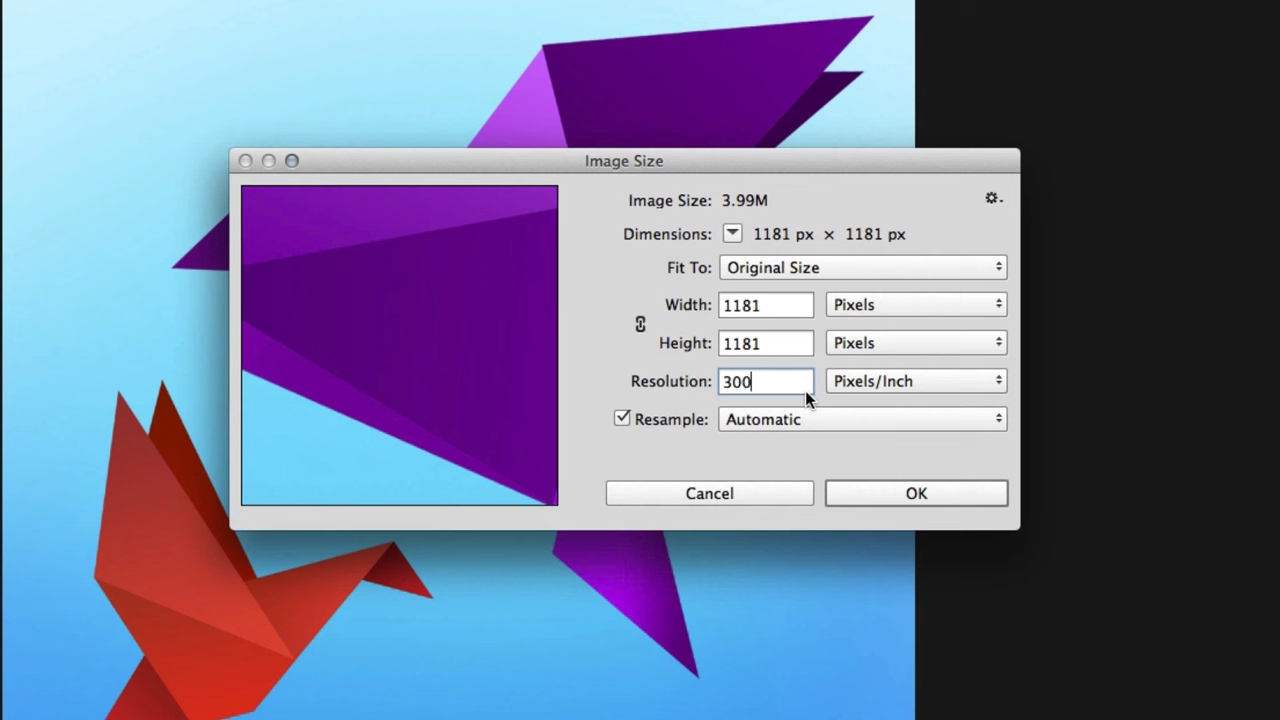 Image Size
Image Size: 3.99M
Dimensions: 1181 px × 1181 px
Fit To: Original Size
Width: 1181 Pixels
Height: 1181 Pixels
Resolution: 300 Pixels/Inch
Resample: Automatic
Cancel OK